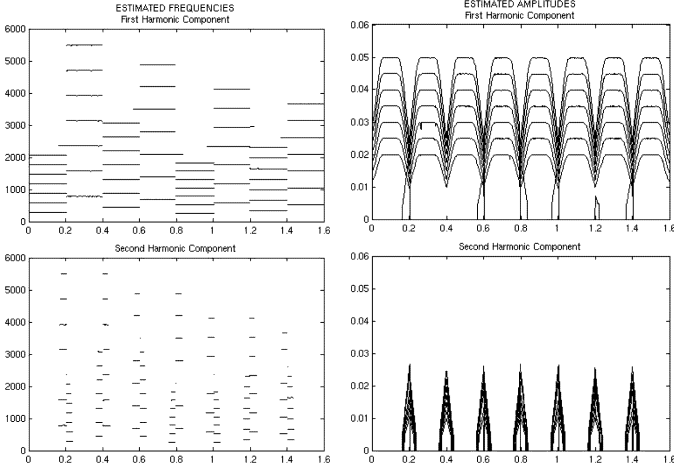 ESTIMATED FREQUENCIES
First Harmonic Component
6000
5000
4000
3000
2000
1000
0
0 0.2 0.4 0.6 0.8 1 1.2 1.4 1.6
Second Harmonic Component
6000
5000
4000
3000
2000
1000
0
0 0.2 0.4 0.6 0.8 1 1.2 1.4 1.6
ESTIMATED AMPLITUDES
First Harmonic Component
0.06
0.05
0.04
0.03
0.02
0.01
0
0 0.2 0.4 0.6 0.8 1 1.2 1.4 1.6
Second Harmonic Component
0.06
0.05
0.04
0.03
0.02
0.01
0
0 0.2 0.4 0.6 0.8 1 1.2 1.4 1.6